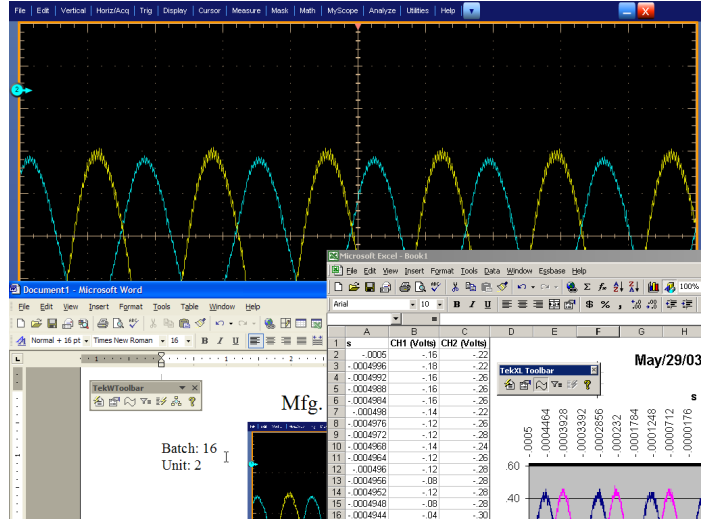 File | Edit | Vertical | Horiz/Acq | Trig | Display | Cursor | Measure | Mask | Math | MyScope | Analyze | Utilities | Help
2
Document1 - Microsoft Word
File Edit View Insert Format Tools Table Window Help
Normal + 16 pt Times New Roman 16 B I U
TekWToolbar
Mfg.
Batch: 16
Unit: 2
Microsoft Excel - Book1
File Edit View Insert Format Tools Data Window Egsbase Help
100%
Arial 10 B I U $ % ,
=
A B C D E F G H
1 s CH1 (Volts) CH2 (Volts)
2 -.0005 -.16 -.22
3 -.0004996 -.18 -.22
4 -.0004992 -.16 -.26
5 -.0004988 -.16 -.26
6 -.0004984 -.16 -.26
7 -.000498 -.14 -.22
8 -.0004976 -.12 -.26
9 -.0004972 -.12 -.28
10 -.0004968 -.14 -.24
11 -.0004964 -.12 -.26
12 -.000496 -.12 -.28
13 -.0004956 -.08 -.28
14 -.0004952 -.12 -.28
15 -.0004948 -.08 -.28
16 -.0004944 -.04 -.30
TekXL Toolbar
May/29/03
s
-.0005
-.0004464
-.0003928
-.0003392
-.0002856
-.000232
-.0001784
-.0001248
-.0000712
-.0000176
.60
.40